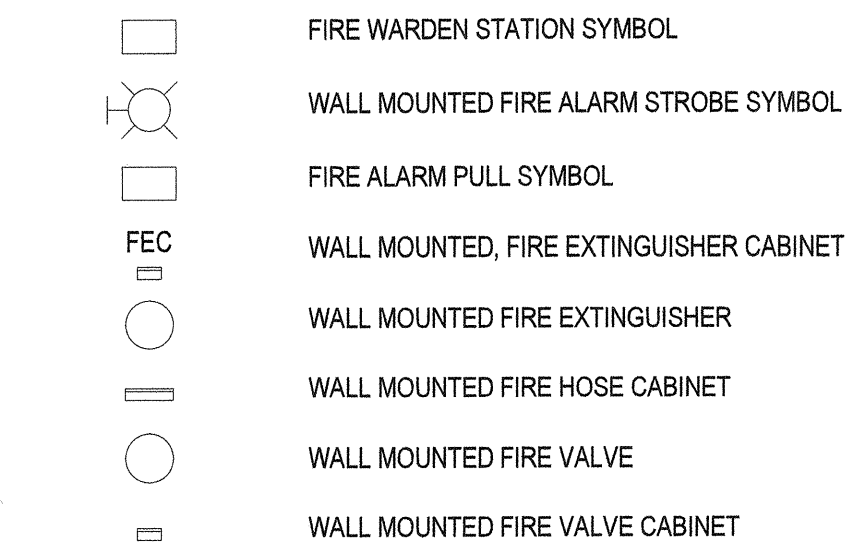 FIRE WARDEN STATION SYMBOL
WALL MOUNTED FIRE ALARM STROBE SYMBOL
FIRE ALARM PULL SYMBOL
FEC WALL MOUNTED, FIRE EXTINGUISHER CABINET
WALL MOUNTED FIRE EXTINGUISHER
WALL MOUNTED FIRE HOSE CABINET
WALL MOUNTED FIRE VALVE
WALL MOUNTED FIRE VALVE CABINET